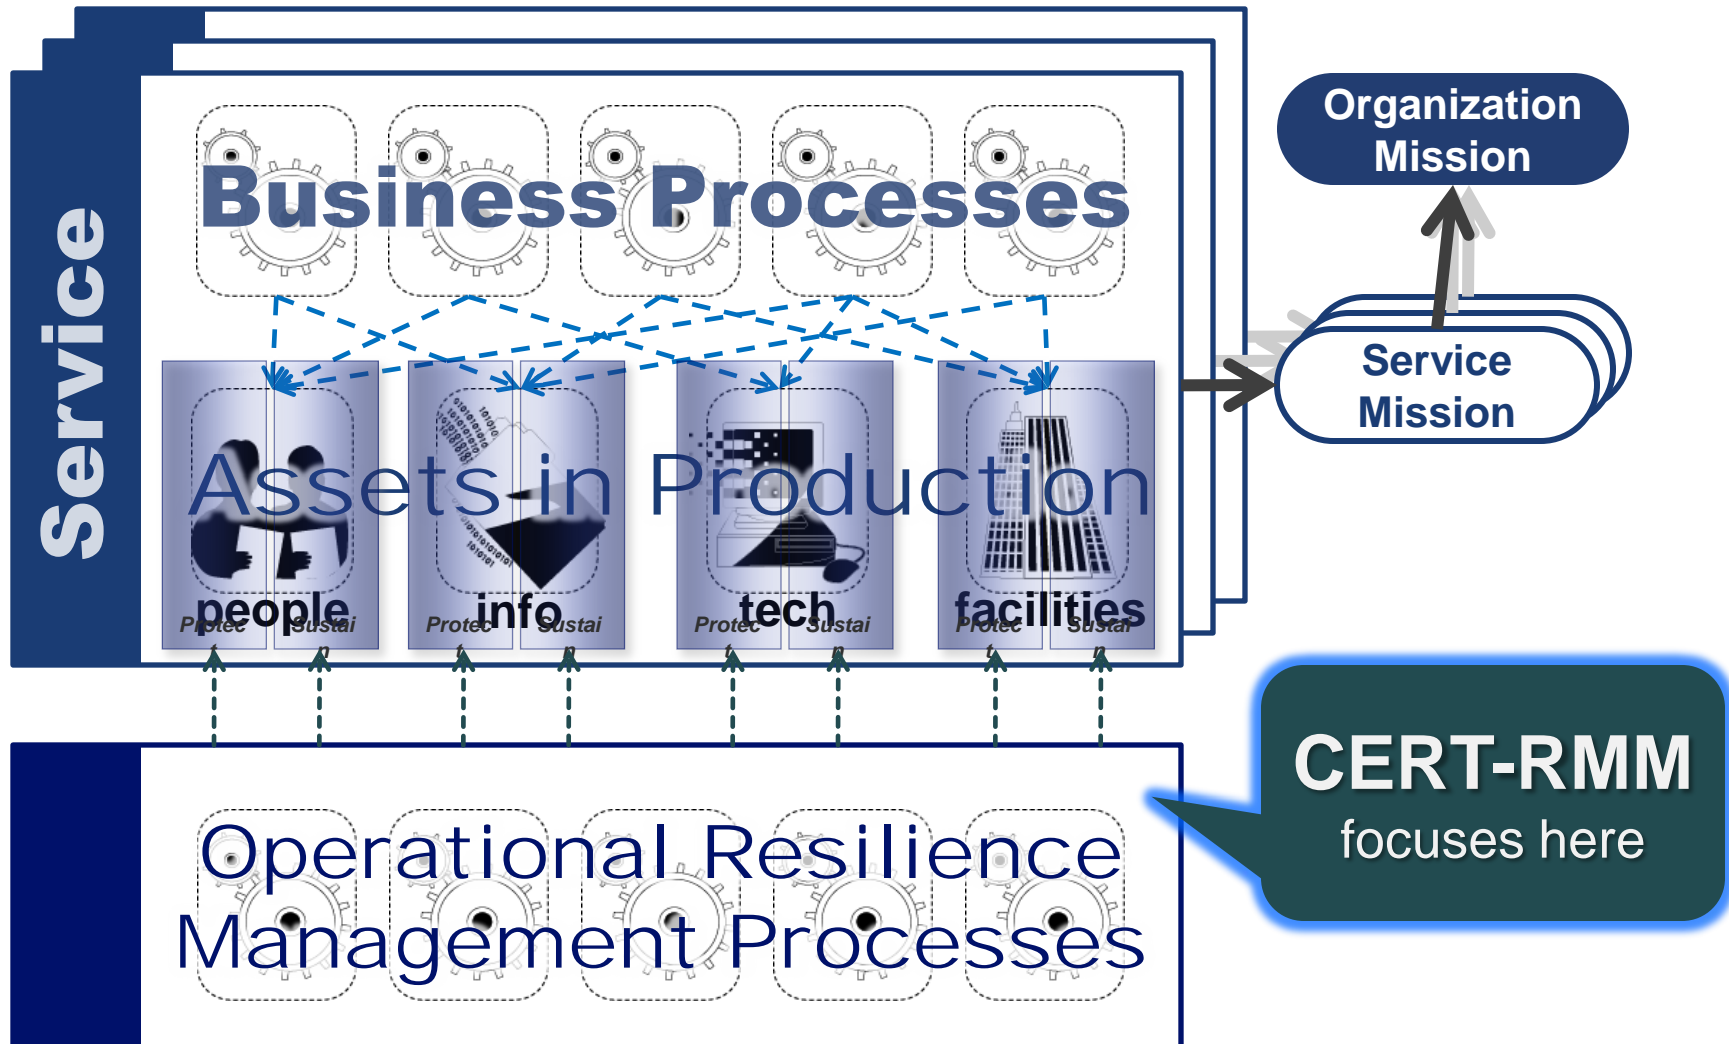 Service
Business Processes
Organization
Mission
Service
Mission
Assets in Production
people
info
tech
facilities
Protec
t
Sustai
n
Protec
t
Sustai
n
Protec
t
Sustai
n
Protec
t
Sustai
n
CERT-RMM
focuses here
Operational Resilience
Management Processes